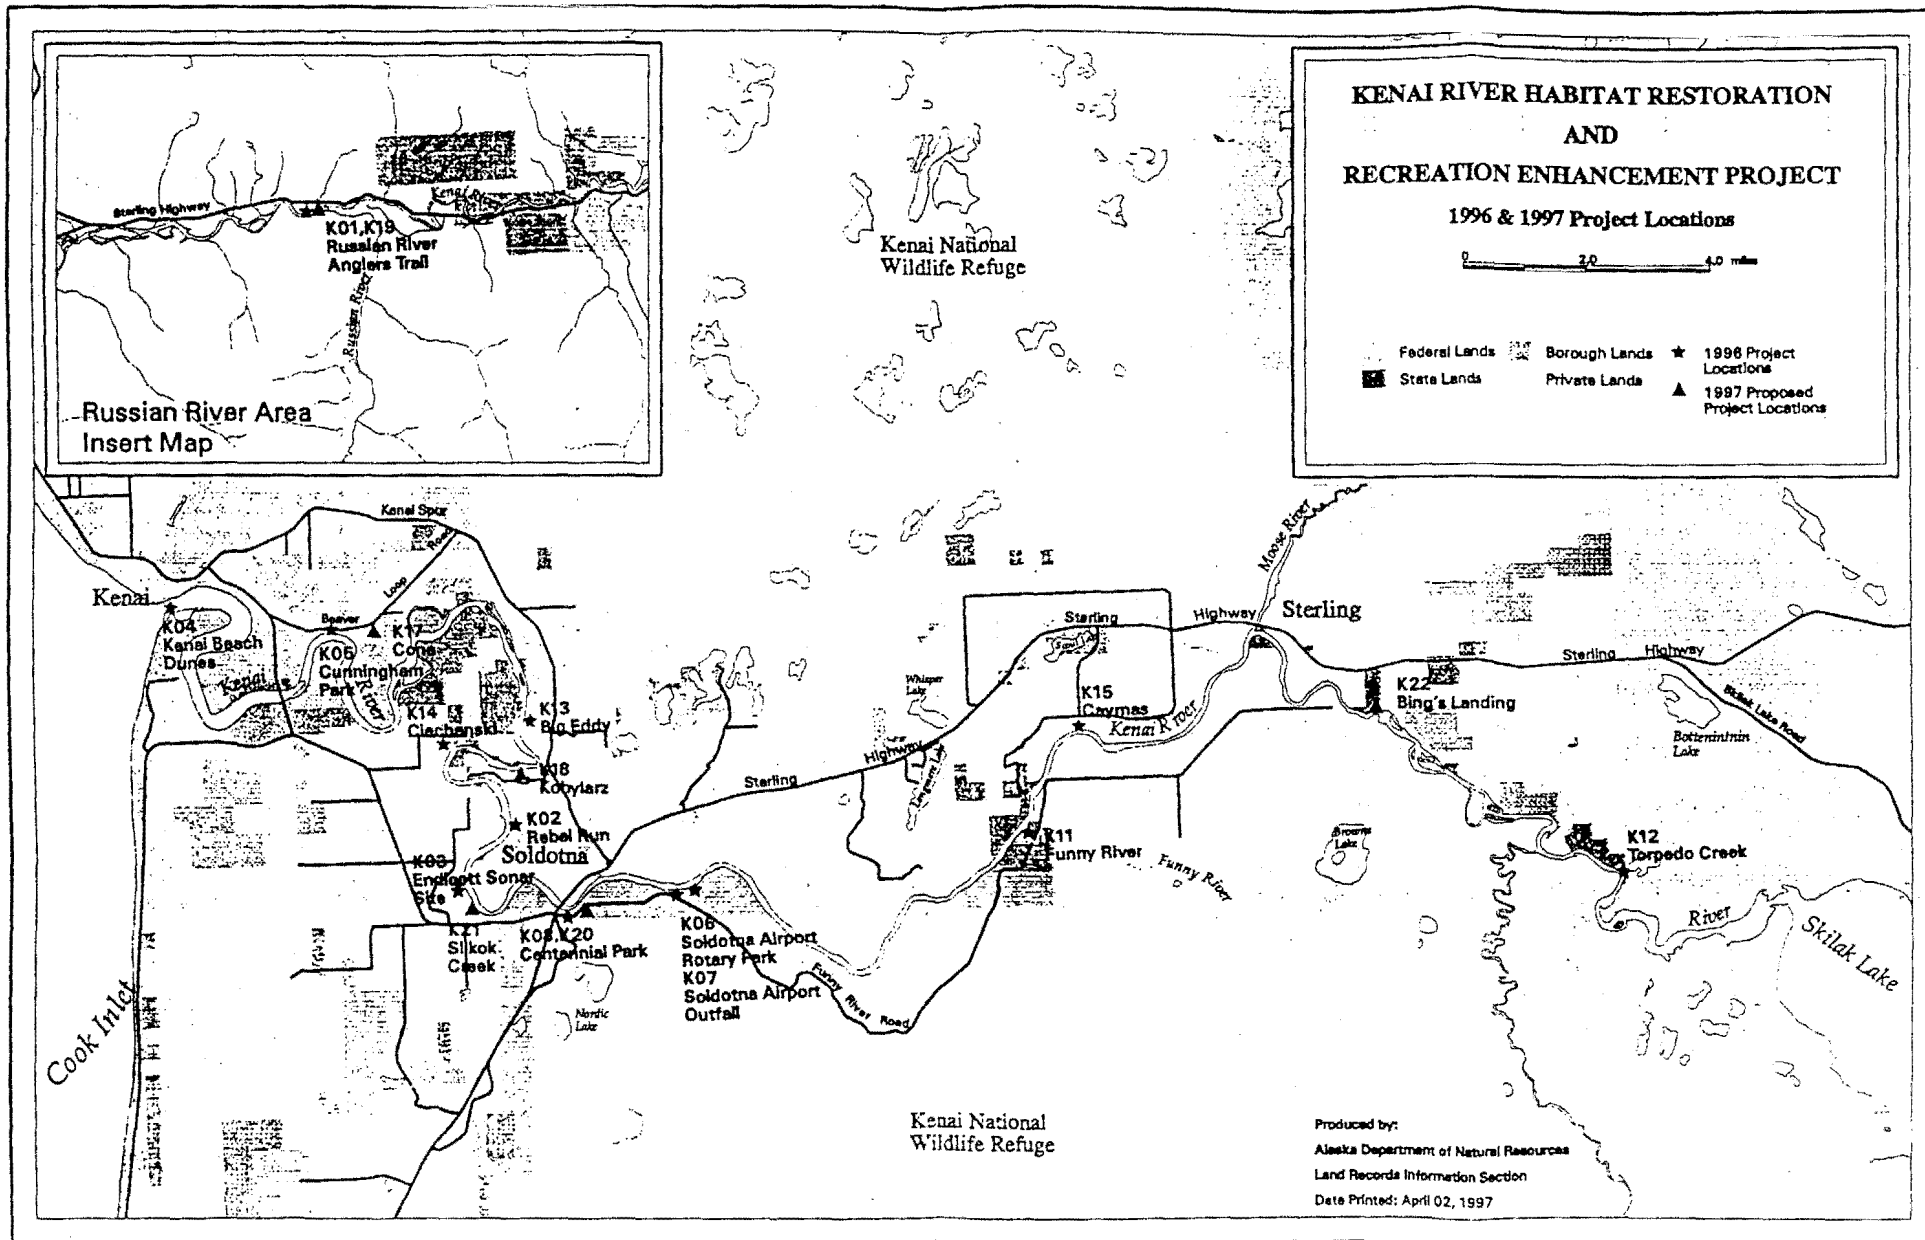 KENAI RIVER HABITAT RESTORATION
AND
RECREATION ENHANCEMENT PROJECT
1996 & 1997 Project Locations
0 2.0 4.0 miles
Federal Lands
Borough Lands
1996 Project
Locations
State Lands
Private Lands
1997 Proposed
Project Locations
Sterling Highway
Kenai River
K01,K19
Russian River
Anglers Trail
Russian River
Russian River Area
Insert Map
Kenai National
Wildlife Refuge
Kenai Spur
Road
Loop
Beaver
Kenai
K04
Kenai Beach
Dunes
Kenai
River
K05
Cunningham
Park
K17
Cone
K14
Ciechanski
K13
Big Eddy
K18
Kobylarz
K02
Rebel Run
Soldotna
K03
Endicott Sonar
Site
K21
Slikok
Creek
K08,K20
Centennial Park
K06
Soldotna Airport
Rotary Park
K07
Soldotna Airport
Outfall
Funny River Road
Nordic
Lake
Cook Inlet
Sterling
Highway
Whisper
Lake
Longmere Lake
Sterling
Highway
Moose River
Sterling
K15
Caymas
Kenai River
K11
Funny River
Funny River
Browns
Lake
K22
Bing's Landing
Sterling Highway
Skilak Lake Road
Bottenintnin
Lake
K12
Torpedo Creek
River
Skilak Lake
Kenai National
Wildlife Refuge
Produced by:
Alaska Department of Natural Resources
Land Records Information Section
Date Printed: April 02, 1997